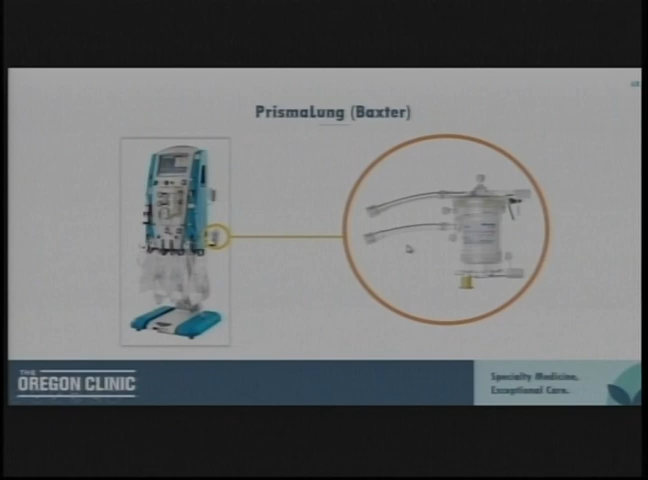 PrismaLung (Baxter)
THE
OREGON CLINIC
Specialty Medicine,
Exceptional Care.